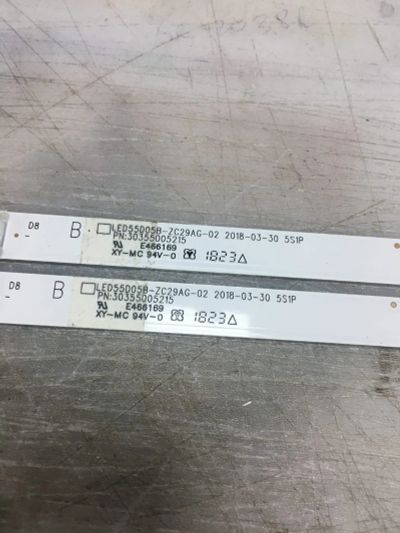 D8
B LED55D05B-ZC29AG-02 2018-03-30 5S1P
PN:30355005215
E466169
XY-MC 94V-0 1823
D8
B LED55D05B-ZC29AG-02 2018-03-30 5S1P
PN:30355005215
E466169
XY-MC 94V-0 1823